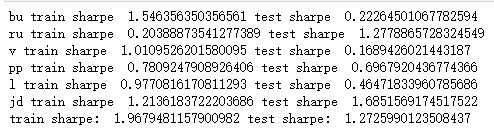 bu train sharpe  1.546356350356561 test sharpe  0.22264501067782594
ru train sharpe  0.20388873541277389 test sharpe  1.2778865728324549
v train sharpe  1.0109526201580095 test sharpe  0.1689426021443187
pp train sharpe  0.7809247908926406 test sharpe  0.6967920436774366
l train sharpe  0.9770816170811293 test sharpe  0.46471833960785686
jd train sharpe  1.2136183722203686 test sharpe  1.6851569174517522
train sharpe:  1.9679481157900982 test sharpe:  1.2725990123508437